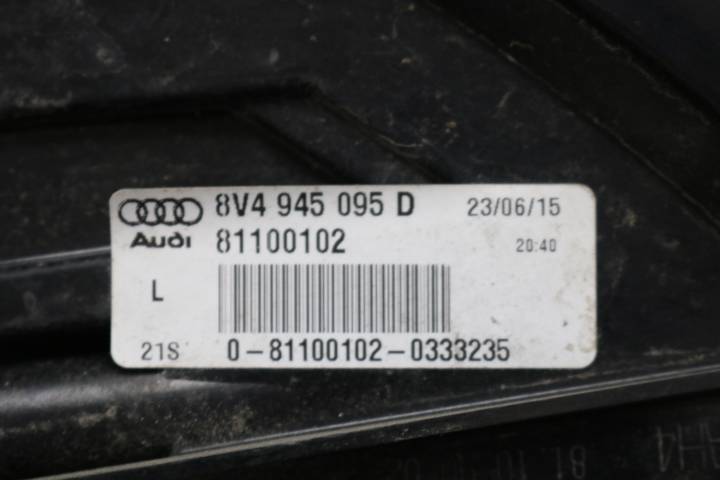 8V4 945 095 D 23/06/15
Audi 81100102 20:40
L
21S 0-81100102-0333235